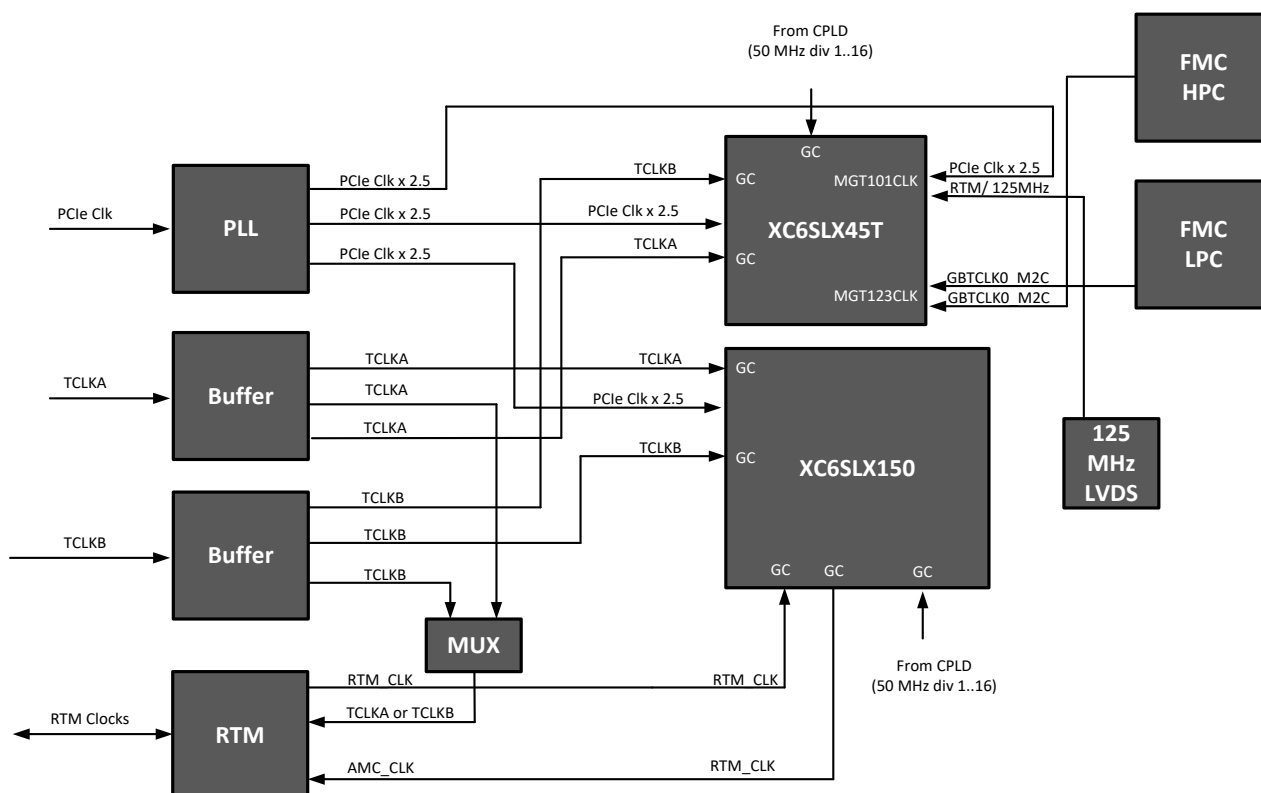 From CPLD
(50 MHz div 1..16)
FMC
HPC
GC
PCIe Clk x 2.5
TCLKB
GC
MGT101CLK
PCIe Clk x 2.5
RTM/ 125MHz
PCIe Clk
PLL
PCIe Clk x 2.5
PCIe Clk x 2.5
XC6SLX45T
FMC
LPC
PCIe Clk x 2.5
TCLKA
GC
GBTCLK0_M2C
MGT123CLK
GBTCLK0_M2C
TCLKA
Buffer
TCLKA
TCLKA
TCLKA
TCLKA
GC
PCIe Clk x 2.5
TCLKB
GC
XC6SLX150
125
MHz
LVDS
TCLKB
Buffer
TCLKB
TCLKB
TCLKB
GC
GC
GC
MUX
From CPLD
(50 MHz div 1..16)
RTM_CLK
RTM_CLK
RTM Clocks
RTM
TCLKA or TCLKB
AMC_CLK
RTM_CLK